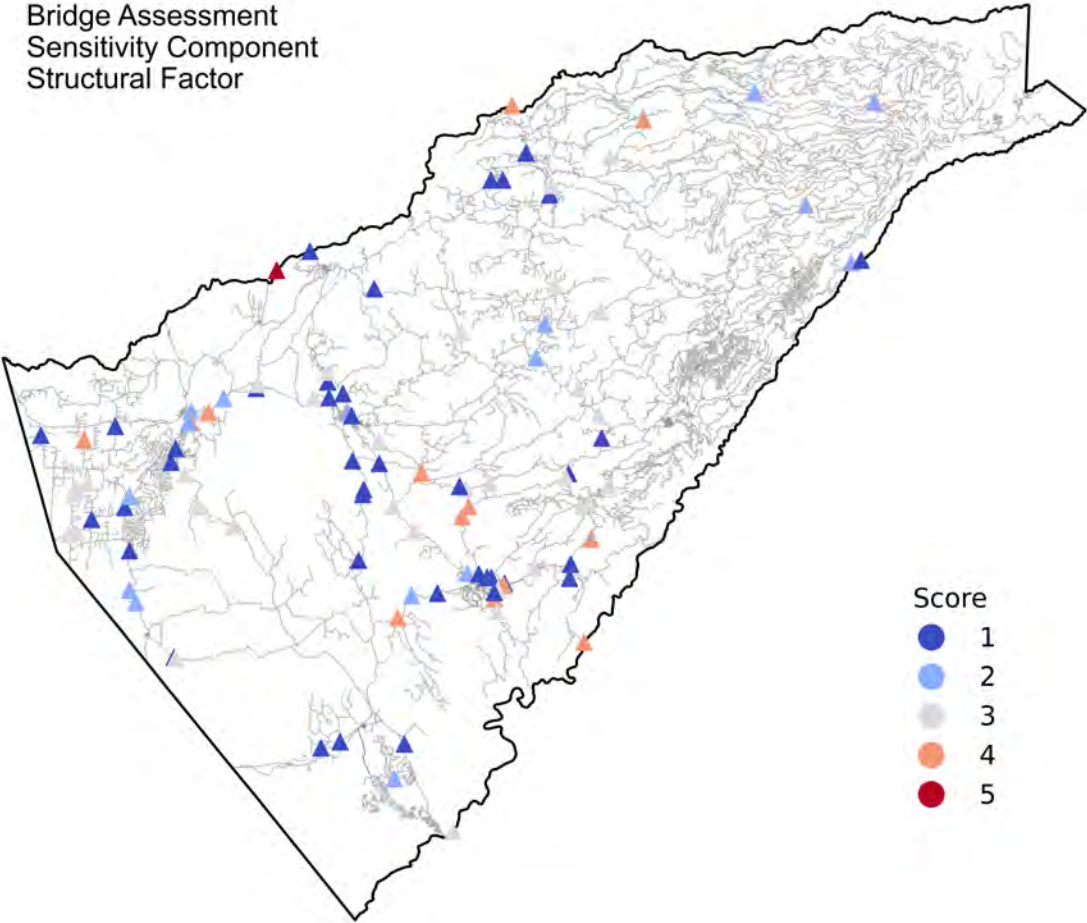 Bridge Assessment
Sensitivity Component
Structural Factor
Score
1
2
3
4
5